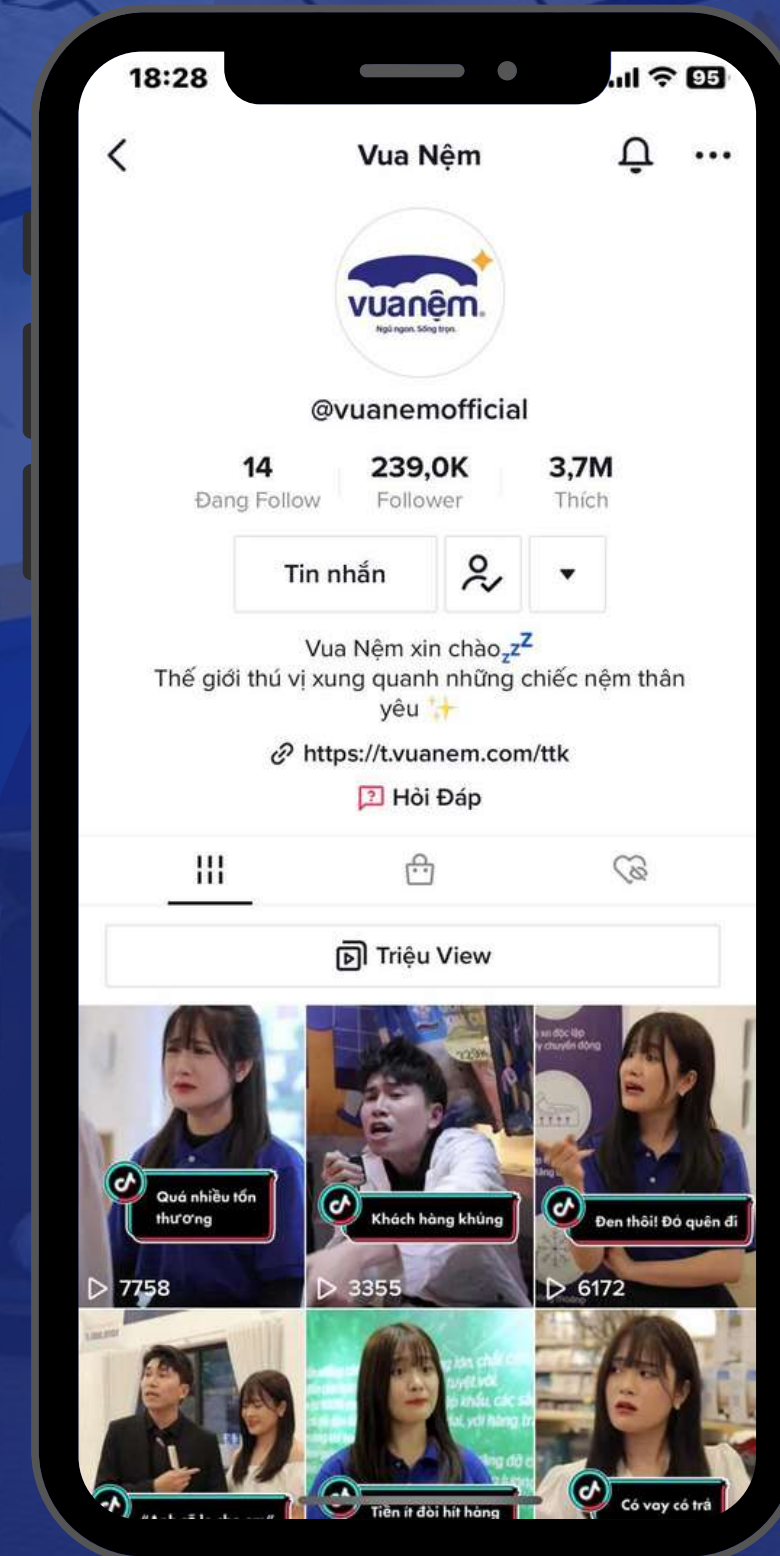 18:28
95
Vua Nệm
vuanệm.
Ngủ ngon. Sống trọn.
@vuanemofficial
14 239,0K 3,7M
Đang Follow Follower Thích
Tin nhắn
Vua Nệm xin chào
Thế giới thú vị xung quanh những chiếc nệm thân
yêu ✨
https://t.vuanem.com/ttk
Hỏi Đáp
Triệu View
Quá nhiều tổn
thương
7758
Khách hàng khủng
3355
Đen thôi! Đỏ quên đi
6172
Tiền ít đòi hít hàng
Có vay có trả